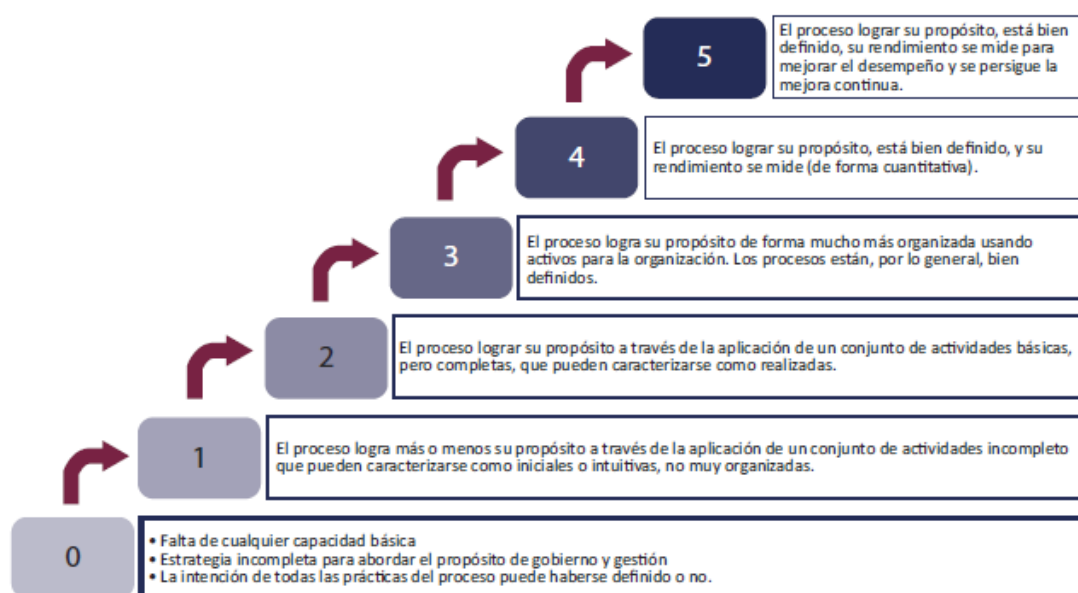 5
El proceso lograr su propósito, está bien
definido, su rendimiento se mide para
mejorar el desempeño y se persigue la
mejora continua.
4
El proceso lograr su propósito, está bien definido, y su
rendimiento se mide (de forma cuantitativa).
3
El proceso logra su propósito de forma mucho más organizada usando
activos para la organización. Los procesos están, por lo general, bien
definidos.
2
El proceso lograr su propósito a través de la aplicación de un conjunto de actividades básicas,
pero completas, que pueden caracterizarse como realizadas.
1
El proceso logra más o menos su propósito a través de la aplicación de un conjunto de actividades incompleto
que pueden caracterizarse como iniciales o intuitivas, no muy organizadas.
0
• Falta de cualquier capacidad básica
• Estrategia incompleta para abordar el propósito de gobierno y gestión
• La intención de todas las prácticas del proceso puede haberse definido o no.